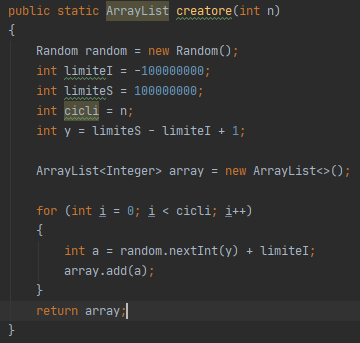 public static ArrayList creatore(int n)
{
    Random random = new Random();
    int limiteI = -100000000;
    int limiteS = 100000000;
    int cicli = n;
    int y = limiteS - limiteI + 1;

    ArrayList<Integer> array = new ArrayList<>();

    for (int i = 0; i < cicli; i++)
    {
        int a = random.nextInt(y) + limiteI;
        array.add(a);
    }
    return array;
}